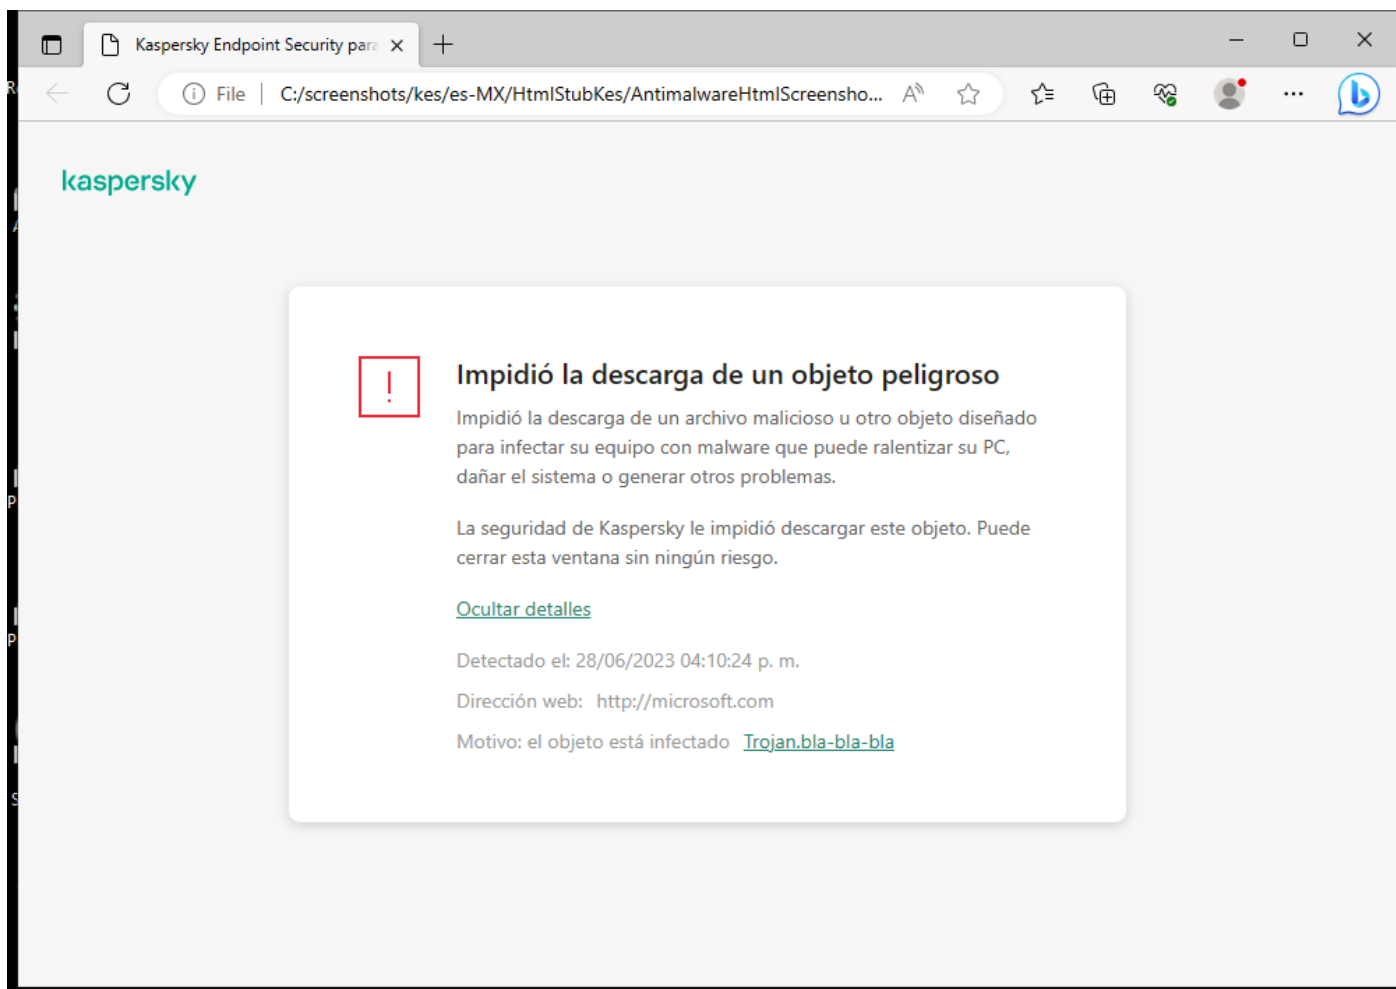 Kaspersky Endpoint Security para
File
C:/screenshots/kes/es-MX/HtmlStubKes/AntimalwareHtmlScreensho...
kaspersky
Impidió la descarga de un objeto peligroso
Impidió la descarga de un archivo malicioso u otro objeto diseñado
para infectar su equipo con malware que puede ralentizar su PC,
dañar el sistema o generar otros problemas.
La seguridad de Kaspersky le impidió descargar este objeto. Puede
cerrar esta ventana sin ningún riesgo.
Ocultar detalles
Detectado el: 28/06/2023 04:10:24 p. m.
Dirección web: http://microsoft.com
Motivo: el objeto está infectado Trojan.bla-bla-bla